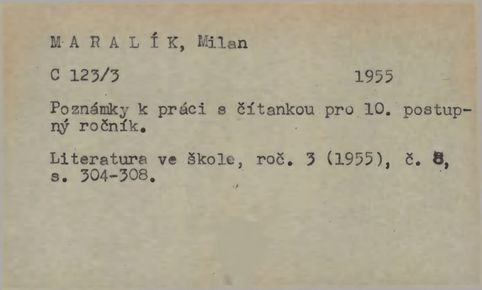 M A R A L Í K, Milan
C 123/3 1955
Poznámky k práci s čítankou pro 10. postup-
ný ročník.
Literatura ve škole, roč. 3 (1955), č. 8,
s. 304-308.